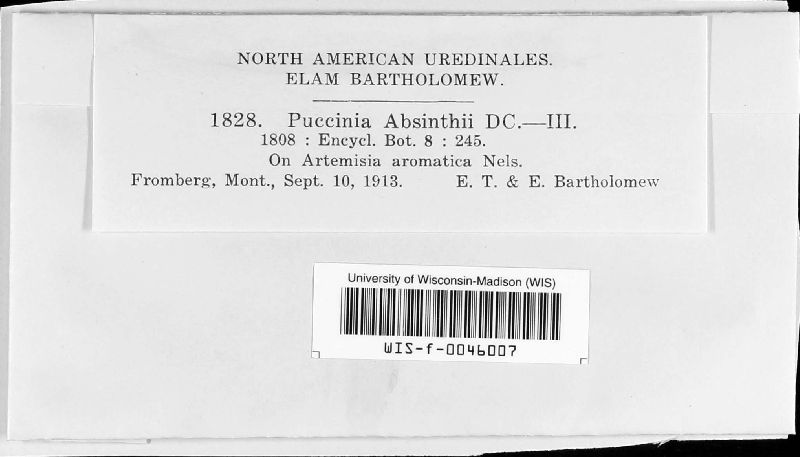 NORTH AMERICAN UREDINALES.
ELAM BARTHOLOMEW.
1828. Puccinia Absinthii DC.—III.
1808 : Encycl. Bot. 8 : 245.
On Artemisia aromatica Nels.
Fromberg, Mont., Sept. 10, 1913. E. T. & E. Bartholomew
University of Wisconsin-Madison (WIS)
WIS-f-0046007